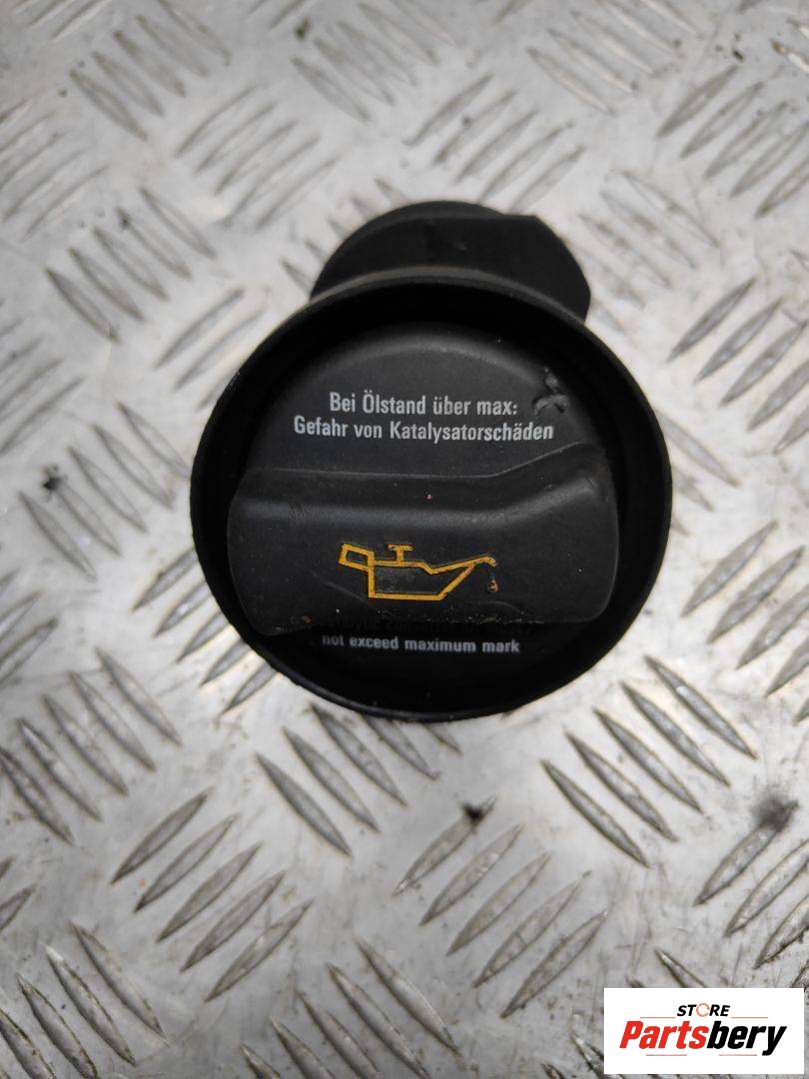 Bei Ölstand über max:
Gefahr von Katalysatorschäden
not exceed maximum mark
STORE
Partsbery